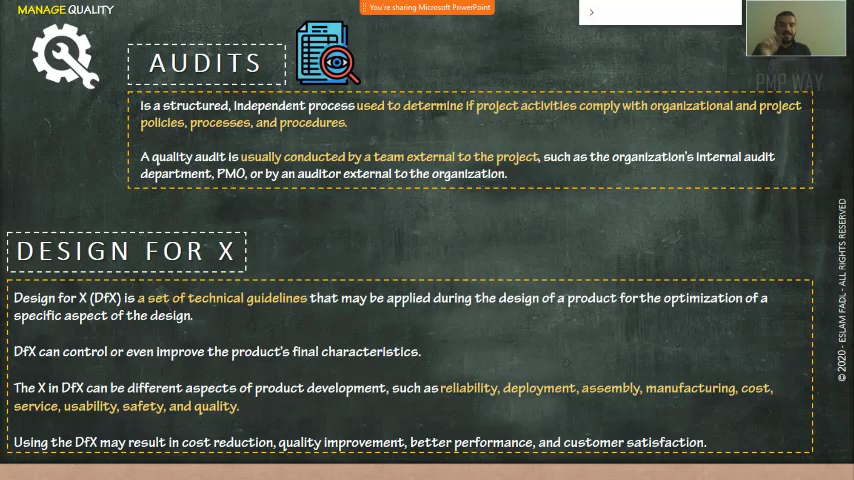 MANAGE QUALITY
You're sharing Microsoft PowerPoint
AUDITS
PMP WAY
Is a structured, independent process used to determine if project activities comply with organizational and project
policies, processes, and procedures.
A quality audit is usually conducted by a team external to the project, such as the organization's internal audit
department, PMO, or by an auditor external to the organization.
DESIGN FOR X
Design for X (DfX) is a set of technical guidelines that may be applied during the design of a product for the optimization of a
specific aspect of the design.
DfX can control or even improve the product's final characteristics.
The X in DfX can be different aspects of product development, such as reliability, deployment, assembly, manufacturing, cost,
service, usability, safety, and quality.
Using the DfX may result in cost reduction, quality improvement, better performance, and customer satisfaction.
© 2020 - ESLAM FADL - ALL RIGHTS RESERVED